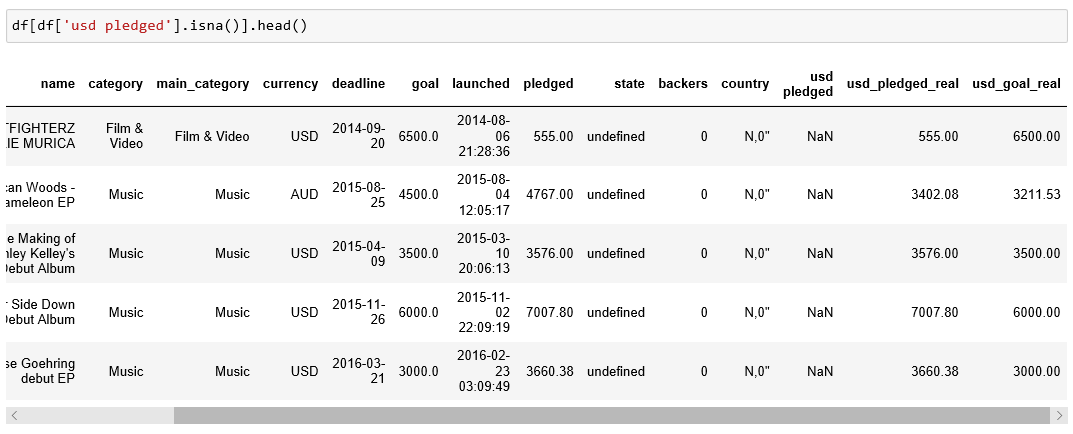 df[df['usd pledged'].isna()].head()
name category main_category currency deadline goal launched pledged state backers country usd pledged usd_pledged_real usd_goal_real
MURICA Film & Video Film & Video USD 2014-09-20 6500.0 2014-08-06 21:28:36 555.00 undefined 0 N,0" NaN 555.00 6500.00
Woods - EP Music Music AUD 2015-08-25 4500.0 2015-08-04 12:05:17 4767.00 undefined 0 N,0" NaN 3402.08 3211.53
Making of Kelley's Album Music Music USD 2015-04-09 3500.0 2015-03-10 20:06:13 3576.00 undefined 0 N,0" NaN 3576.00 3500.00
Side Down Album Music Music USD 2015-11-26 6000.0 2015-11-02 22:09:19 7007.80 undefined 0 N,0" NaN 7007.80 6000.00
Goehring debut EP Music Music USD 2016-03-21 3000.0 2016-02-23 03:09:49 3660.38 undefined 0 N,0" NaN 3660.38 3000.00